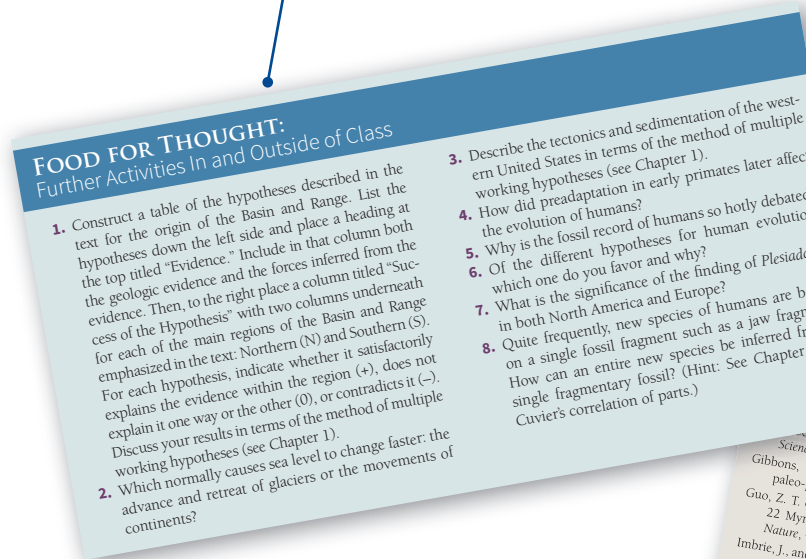 FOOD FOR THOUGHT:
Further Activities In and Outside of Class
1. Construct a table of the hypotheses described in the
text for the origin of the Basin and Range. List the
hypotheses down the left side and place a heading at
the top titled “Evidence.” Include in that column both
the geologic evidence and the forces inferred from the
evidence. Then, to the right place a column titled “Suc-
cess of the Hypothesis” with two columns underneath
for each of the main regions of the Basin and Range
emphasized in the text: Northern (N) and Southern (S).
For each hypothesis, indicate whether it satisfactorily
explains the evidence within the region (+), does not
explain it one way or the other (0), or contradicts it (–).
Discuss your results in terms of the method of multiple
working hypotheses (see Chapter 1).
2. Which normally causes sea level to change faster: the
advance and retreat of glaciers or the movements of
continents?
3. Describe the tectonics and sedimentation of the west-
ern United States in terms of the method of multiple
working hypotheses (see Chapter 1).
4. How did preadaptation in early primates later affect
the evolution of humans?
5. Why is the fossil record of humans so hotly debated
6. Of the different hypotheses for human evolutio
which one do you favor and why?
7. What is the significance of the finding of Plesiad
in both North America and Europe?
8. Quite frequently, new species of humans are b
on a single fossil fragment such as a jaw fragm
How can an entire new species be inferred fr
single fragmentary fossil? (Hint: See Chapter
Cuvier’s correlation of parts.)
Scienc
Gibbons,
paleo-
Guo, Z. T.
22 Myr
Nature,
Imbrie, J., and